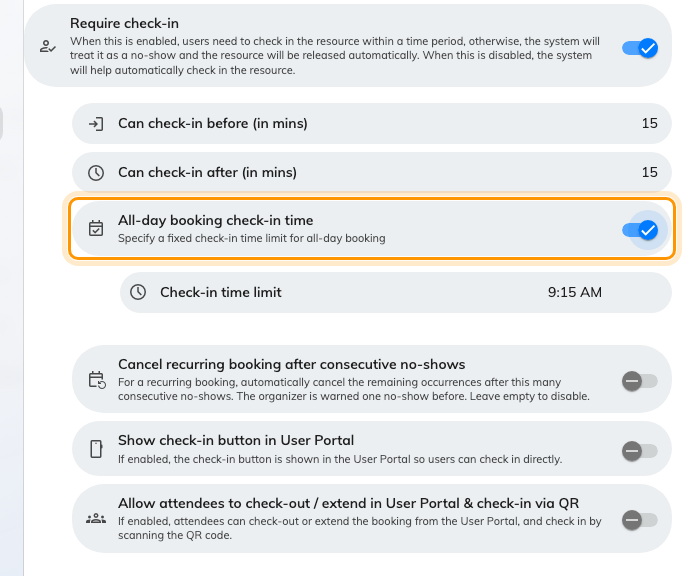 Require check-in
When this is enabled, users need to check in the resource within a time period, otherwise, the system will
treat it as a no-show and the resource will be released automatically. When this is disabled, the system
will help automatically check in the resource.
Can check-in before (in mins) 15
Can check-in after (in mins) 15
All-day booking check-in time
Specify a fixed check-in time limit for all-day booking
Check-in time limit 9:15 AM
Cancel recurring booking after consecutive no-shows
For a recurring booking, automatically cancel the remaining occurrences after this many
consecutive no-shows. The organizer is warned one no-show before. Leave empty to disable.
Show check-in button in User Portal
If enabled, the check-in button is shown in the User Portal so users can check in directly.
Allow attendees to check-out / extend in User Portal & check-in via QR
If enabled, attendees can check-out or extend the booking from the User Portal, and check in by
scanning the QR code.